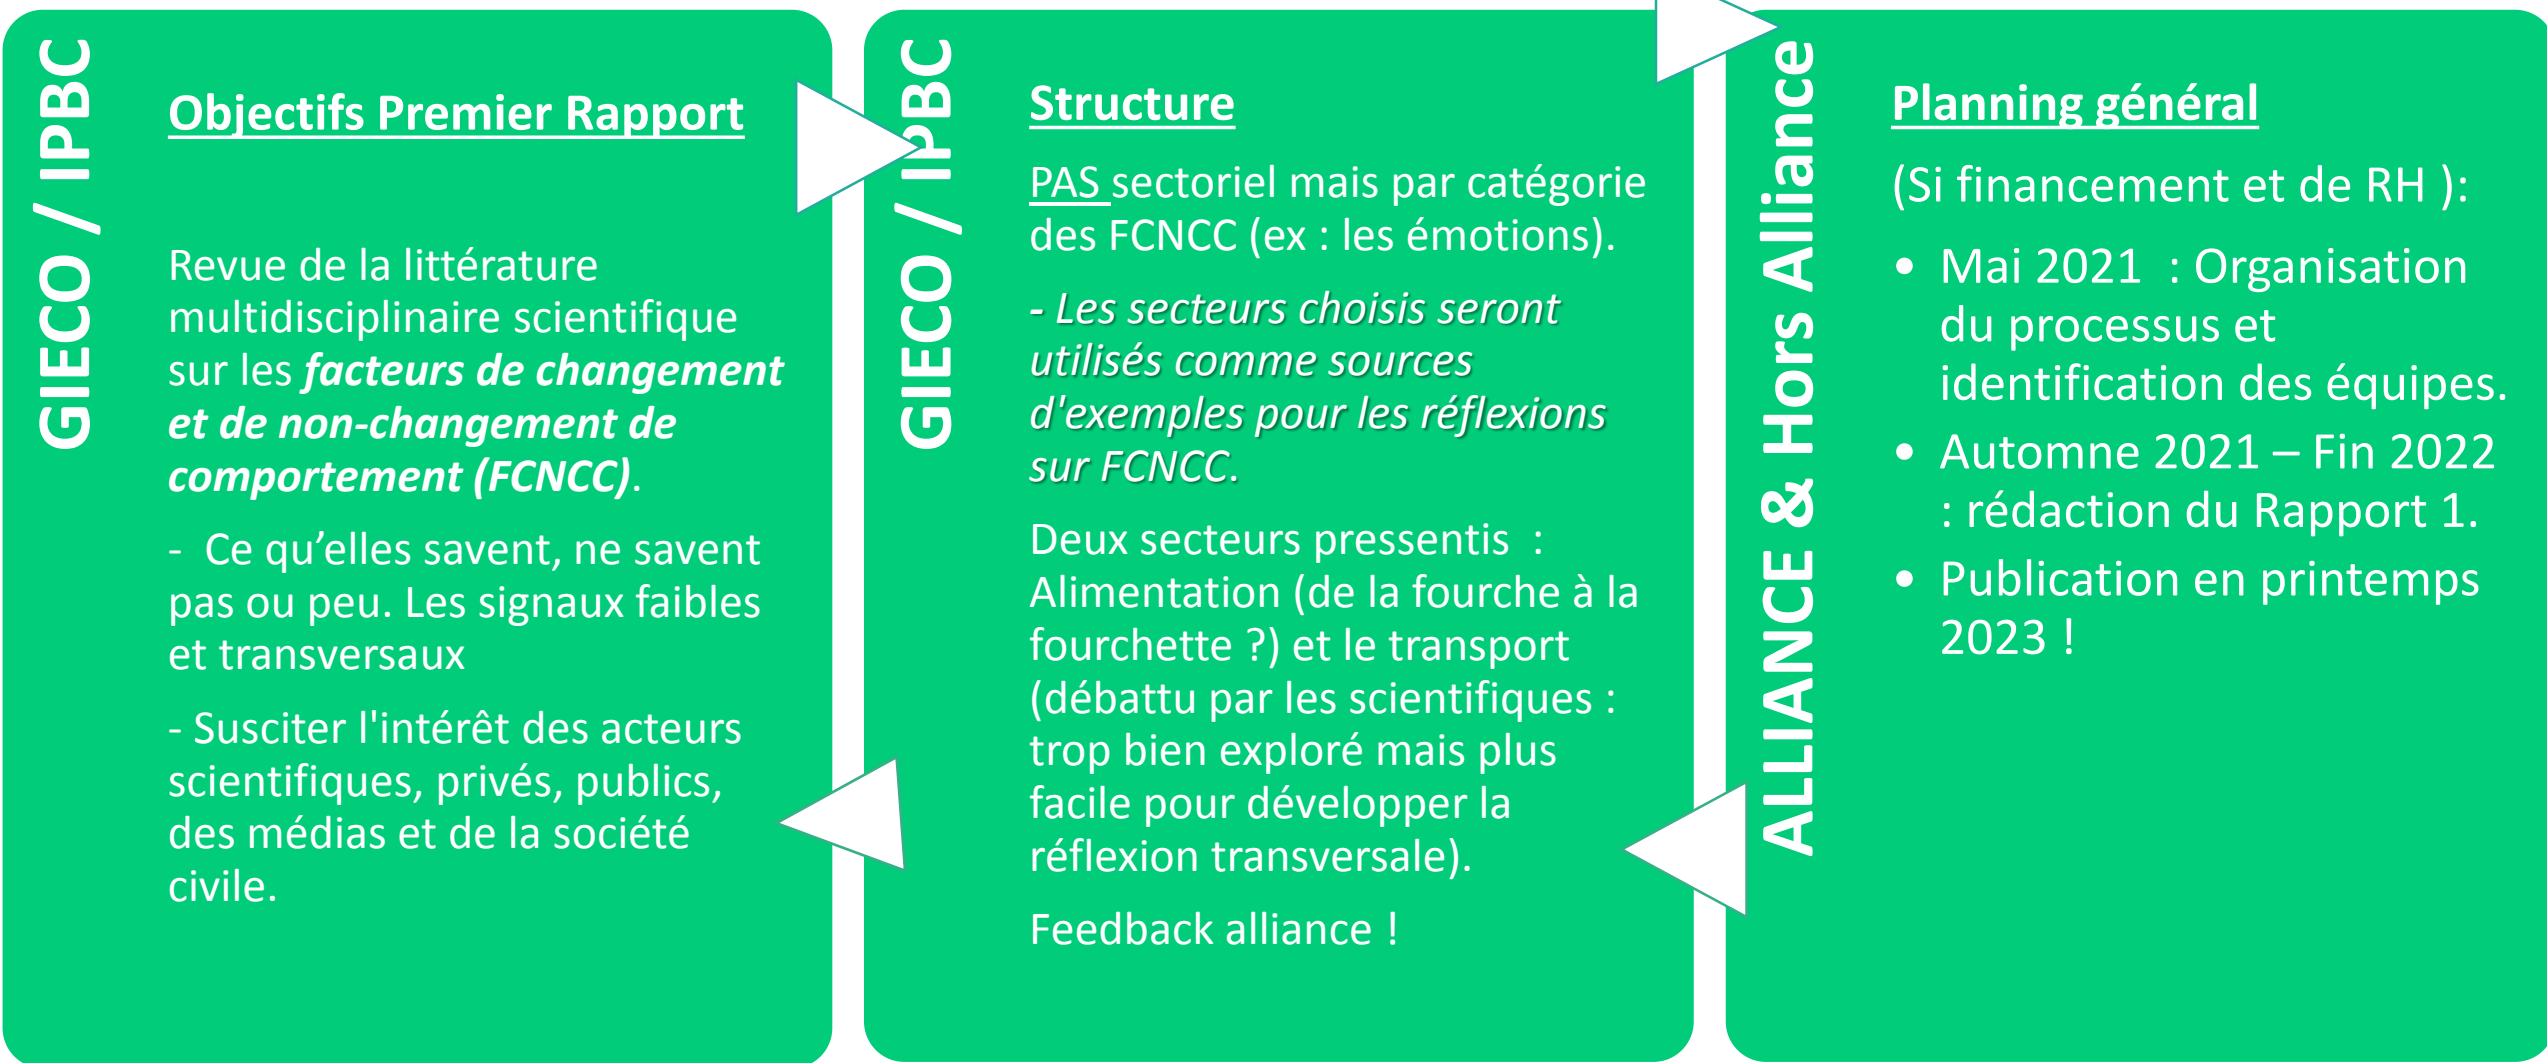 GIECO / IPBC
Objectifs Premier Rapport
Revue de la littérature
multidisciplinaire scientifique
sur les facteurs de changement
et de non-changement de
comportement (FCNCC).
- Ce qu’elles savent, ne savent
pas ou peu. Les signaux faibles
et transversaux
- Susciter l'intérêt des acteurs
scientifiques, privés, publics,
des médias et de la société
civile.
GIECO / IPBC
Structure
PAS sectoriel mais par catégorie
des FCNCC (ex : les émotions).
- Les secteurs choisis seront
utilisés comme sources
d'exemples pour les réflexions
sur FCNCC.
Deux secteurs pressentis :
Alimentation (de la fourche à la
fourchette ?) et le transport
(débattu par les scientifiques :
trop bien exploré mais plus
facile pour développer la
réflexion transversale).
Feedback alliance !
ALLIANCE & Hors Alliance
Planning général
(Si financement et de RH ):
• Mai 2021 : Organisation
du processus et
identification des équipes.
• Automne 2021 – Fin 2022
: rédaction du Rapport 1.
• Publication en printemps
2023 !